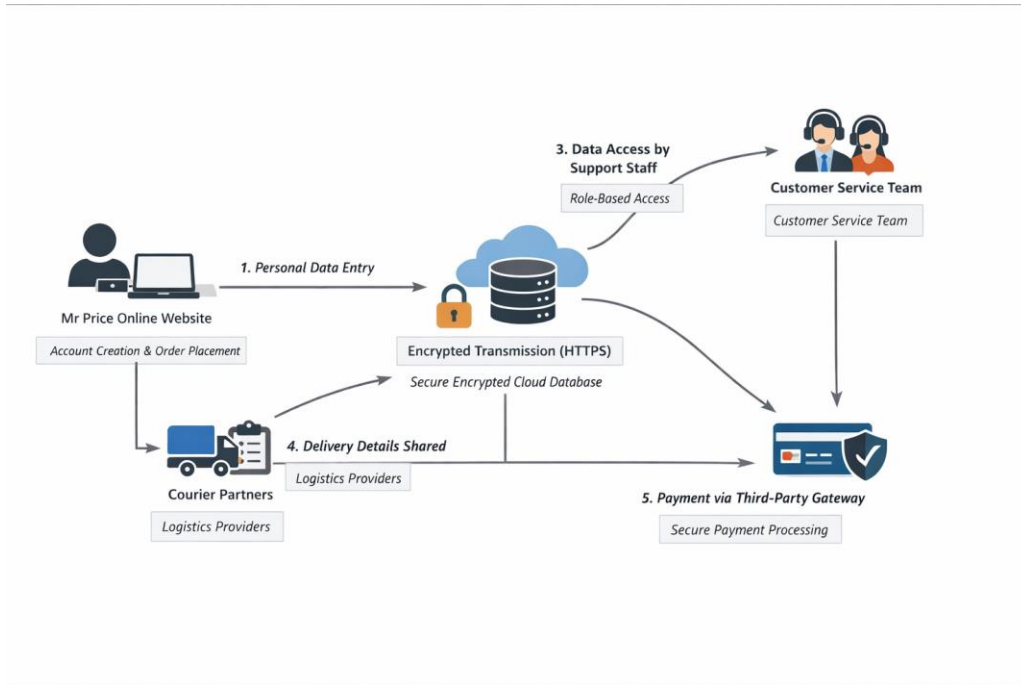 3. Data Access by
Support Staff
Role-Based Access
Customer Service Team
Customer Service Team
1. Personal Data Entry
Mr Price Online Website
Account Creation & Order Placement
Encrypted Transmission (HTTPS)
Secure Encrypted Cloud Database
4. Delivery Details Shared
Logistics Providers
Courier Partners
Logistics Providers
5. Payment via Third-Party Gateway
Secure Payment Processing